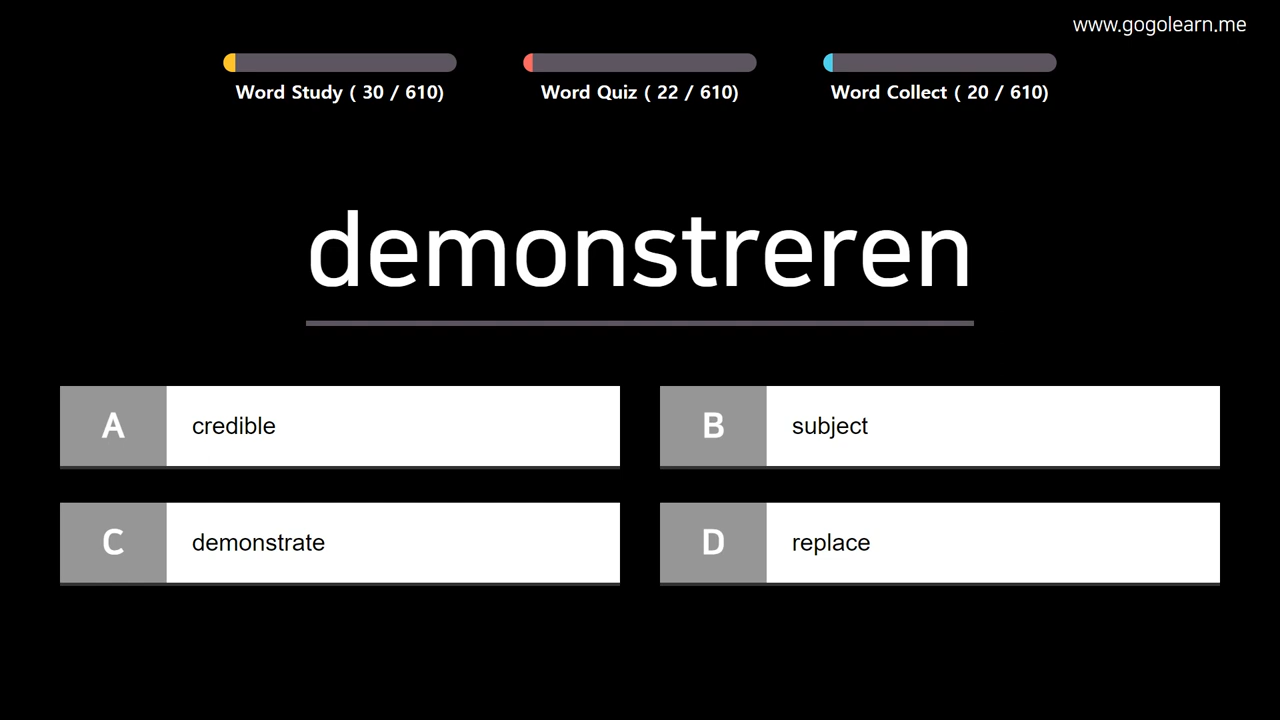 www.gogolearn.me
Word Study ( 30 / 610)
Word Quiz ( 22 / 610)
Word Collect ( 20 / 610)
demonstreren
A credible
B subject
C demonstrate
D replace